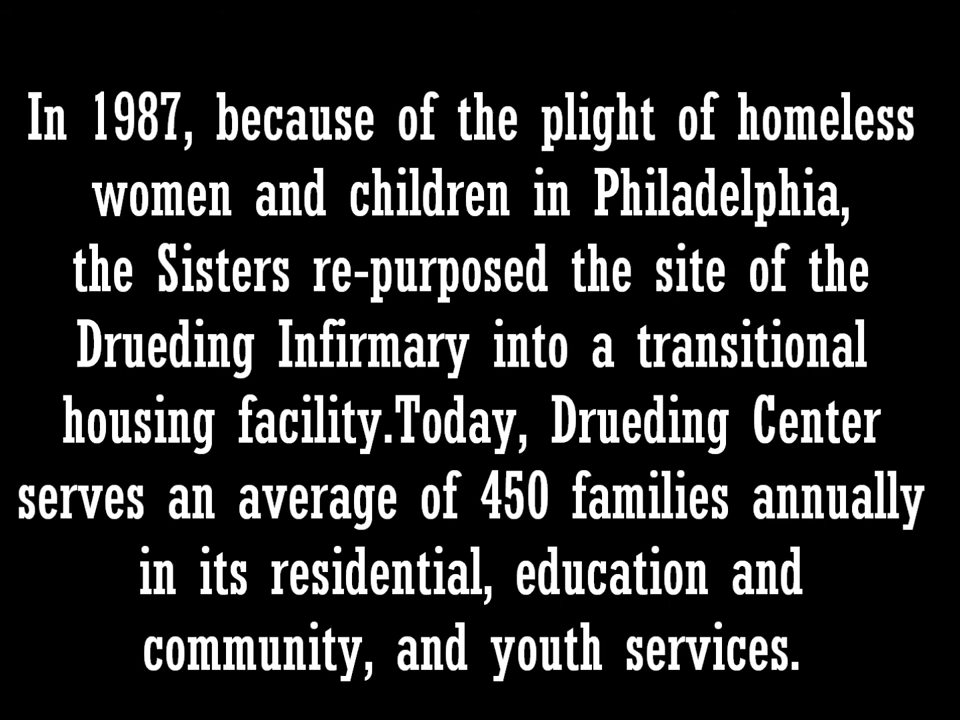 In 1987, because of the plight of homeless
women and children in Philadelphia,
the Sisters re-purposed the site of the
Drueding Infirmary into a transitional
housing facility.Today, Drueding Center
serves an average of 450 families annually
in its residential, education and
community, and youth services.